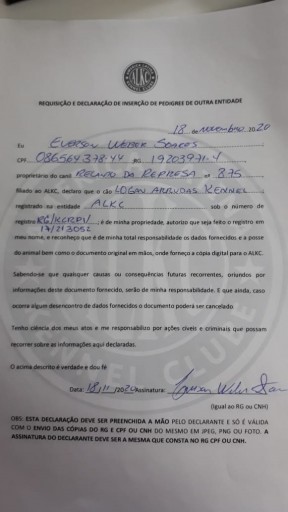 ALKC
REQUISIÇÃO E DECLARAÇÃO DE INSERÇÃO DE PEDIGREE DE OUTRA ENTIDADE
18 de novembro 20 20
Eu EVERSON WEBER SOARES
CPF 086564378-44 RG 19203971-1
proprietário do canil RECANTO DA REPRESA nº 875
filiado ao ALKC, declaro que o cão LOGAN ARRUDAS KENNEL
registrado ou entidade ALKC sob o número de
registro RG/KCRZPI/ 17/213052, é de minha propriedade, autorizo que seja feito o registro em
meu nome, e reconheço que é de minha total responsabilidade os dados fornecidos e a posse
do animal bem como o documento original em mãos, onde forneço a cópia digital para o ALKC.
Sabendo-se que quaisquer causas ou consequências futuras recorrentes, oriundos por
informações deste documento fornecido, serão de minha responsabilidade. E que ainda, caso
ocorra algum desencontro de dados fornecidos o documento poderá ser cancelado.
Tenho ciência dos meus atos e me responsabilizo por ações cíveis e criminais que possam
recorrer sobre as informações aqui declaradas.
O acima descrito é verdade e dou fé
Data: 18/11/2020 Assinatura:
(Igual ao RG ou CNH)
OBS: ESTA DECLARAÇÃO DEVE SER PREENCHIDA A MÃO PELO DECLARANTE E SÓ É VÁLIDA
COM O ENVIO DAS CÓPIAS DO RG E CPF OU CNH DO MESMO EM JPEG, PNG OU FOTO. A
ASSINATURA DO DECLARANTE DEVE SER A MESMA QUE CONSTA NO RG CPF OU CNH.